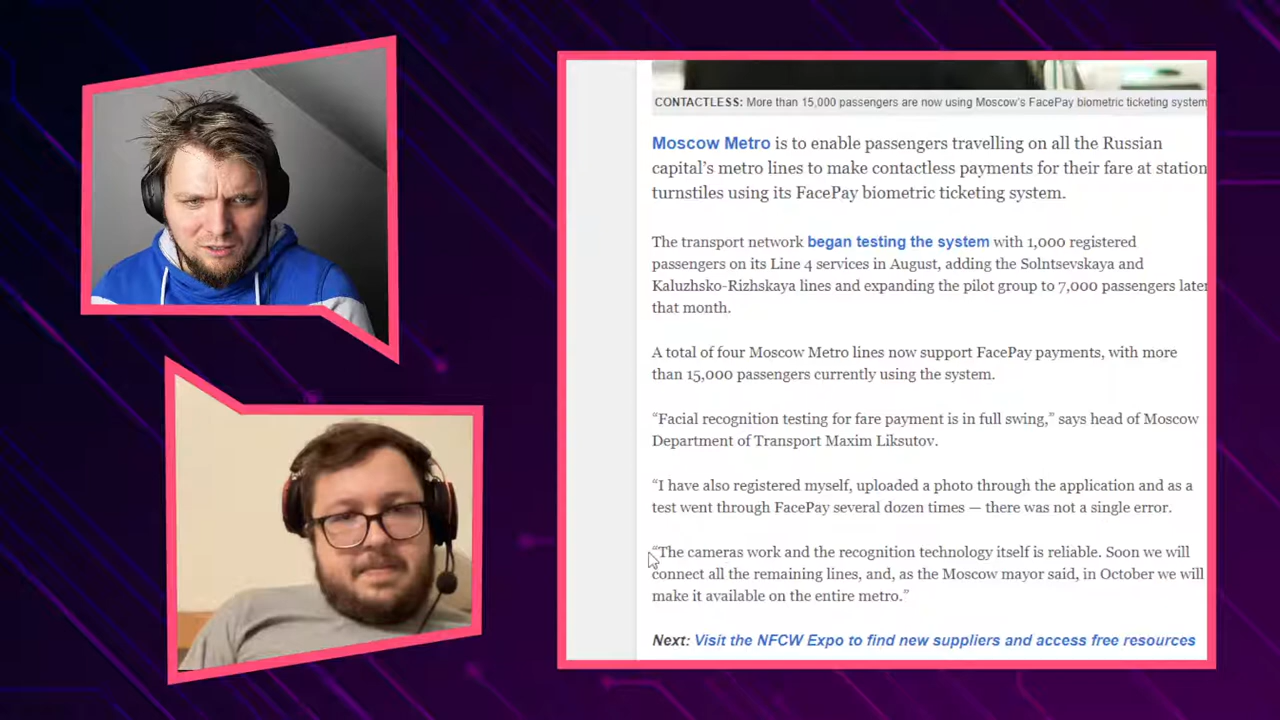 CONTACTLESS: More than 15,000 passengers are now using Moscow's FacePay biometric ticketing system
Moscow Metro is to enable passengers travelling on all the Russian
capital's metro lines to make contactless payments for their fare at station
turnstiles using its FacePay biometric ticketing system.
The transport network began testing the system with 1,000 registered
passengers on its Line 4 services in August, adding the Solntsevskaya and
Kaluzhsko-Rizhskaya lines and expanding the pilot group to 7,000 passengers later
that month.
A total of four Moscow Metro lines now support FacePay payments, with more
than 15,000 passengers currently using the system.
“Facial recognition testing for fare payment is in full swing,” says head of Moscow
Department of Transport Maxim Liksutov.
“I have also registered myself, uploaded a photo through the application and as a
test went through FacePay several dozen times — there was not a single error.
“The cameras work and the recognition technology itself is reliable. Soon we will
connect all the remaining lines, and, as the Moscow mayor said, in October we will
make it available on the entire metro.”
Next: Visit the NFCW Expo to find new suppliers and access free resources